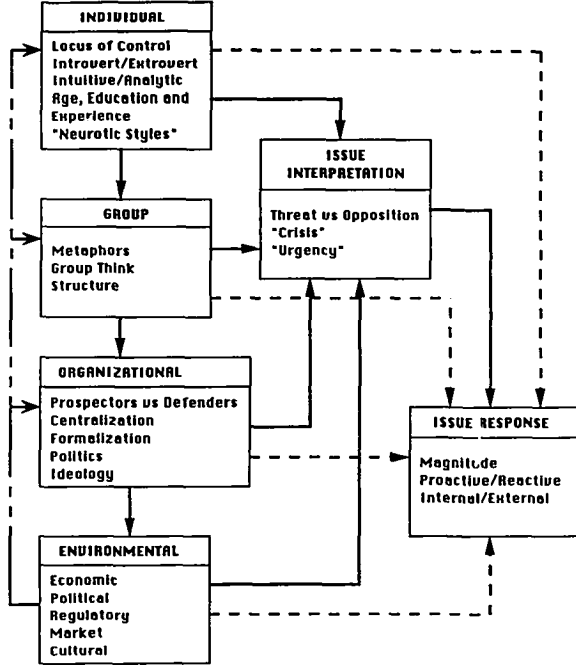 INDIVIDUAL
Locus of Control
Introvert/Extrovert
Intuitive/Analytic
Age, Education and
Experience
"Neurotic Styles"
ISSUE
INTERPRETATION
Threat vs Opposition
"Crisis"
"Urgency"
GROUP
Metaphors
Group Think
Structure
ORGANIZATIONAL
Prospectors vs Defenders
Centralization
Formalization
Politics
Ideology
ISSUE RESPONSE
Magnitude
Proactive/Reactive
Internal/External
ENVIRONMENTAL
Economic
Political
Regulatory
Market
Cultural